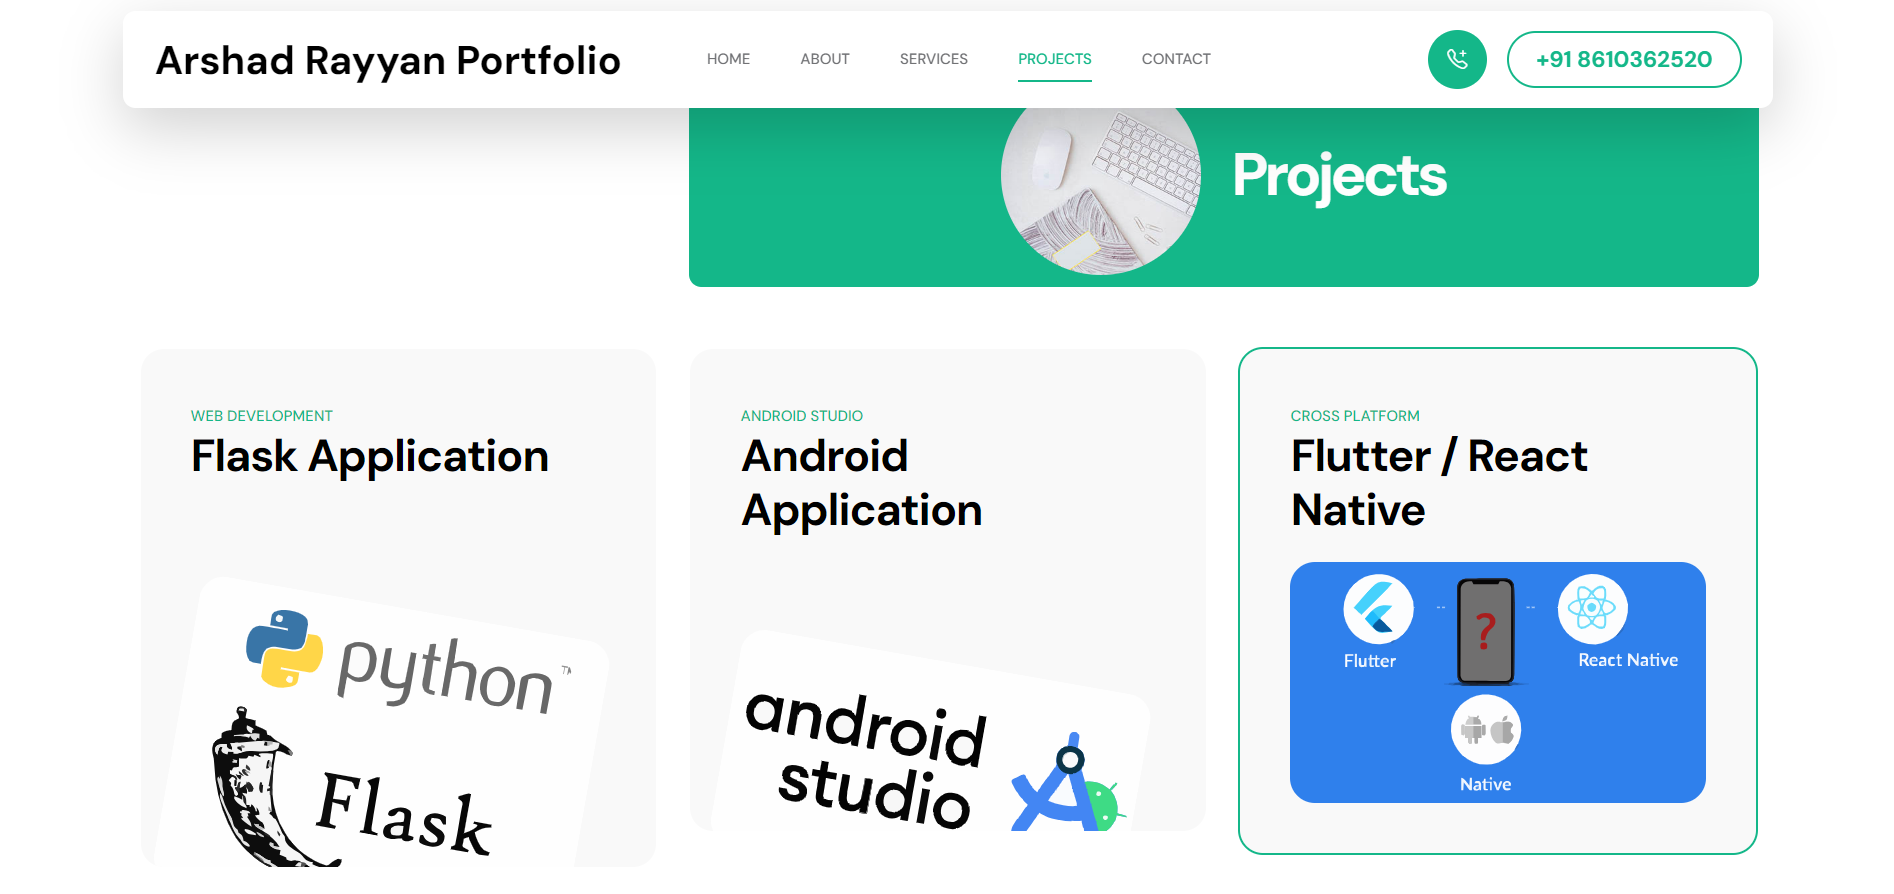 Arshad Rayyan Portfolio
HOME ABOUT SERVICES PROJECTS CONTACT
+91 8610362520
Projects
WEB DEVELOPMENT
Flask Application
python™
Flask
ANDROID STUDIO
Android
Application
android
studio
CROSS PLATFORM
Flutter / React
Native
?
Flutter
React Native
Native